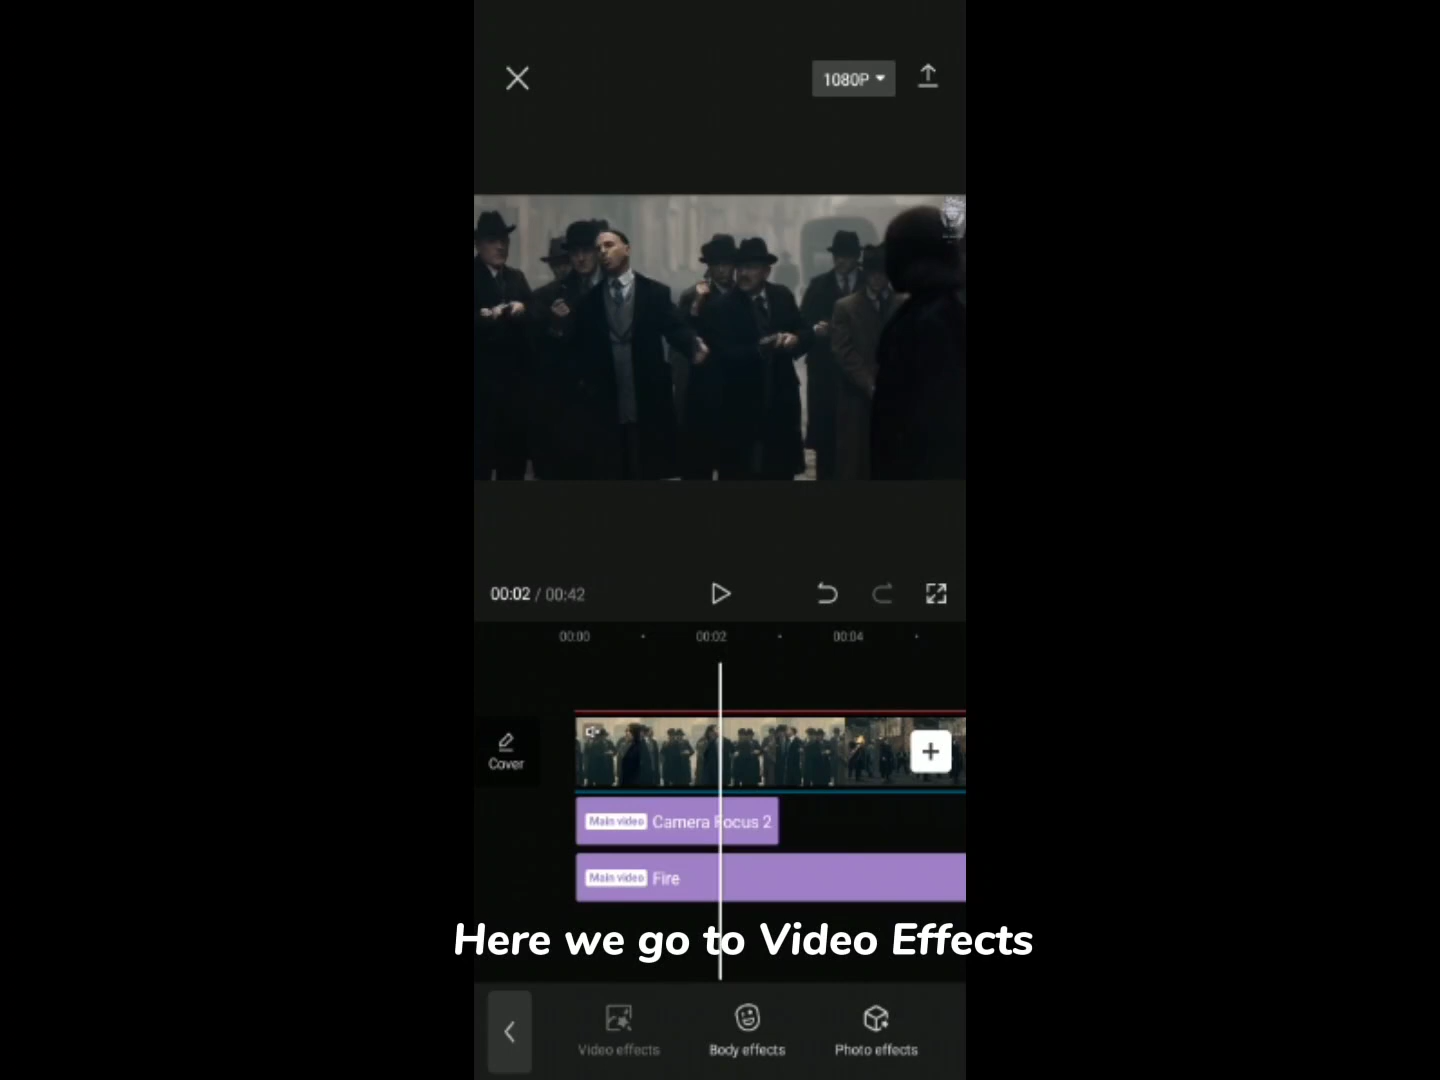 1080P
00:02 / 00:42
00:00 00:02 00:04
Cover
Main video Camera Focus 2
Main video Fire
Here we go to Video Effects
Video effects Body effects Photo effects